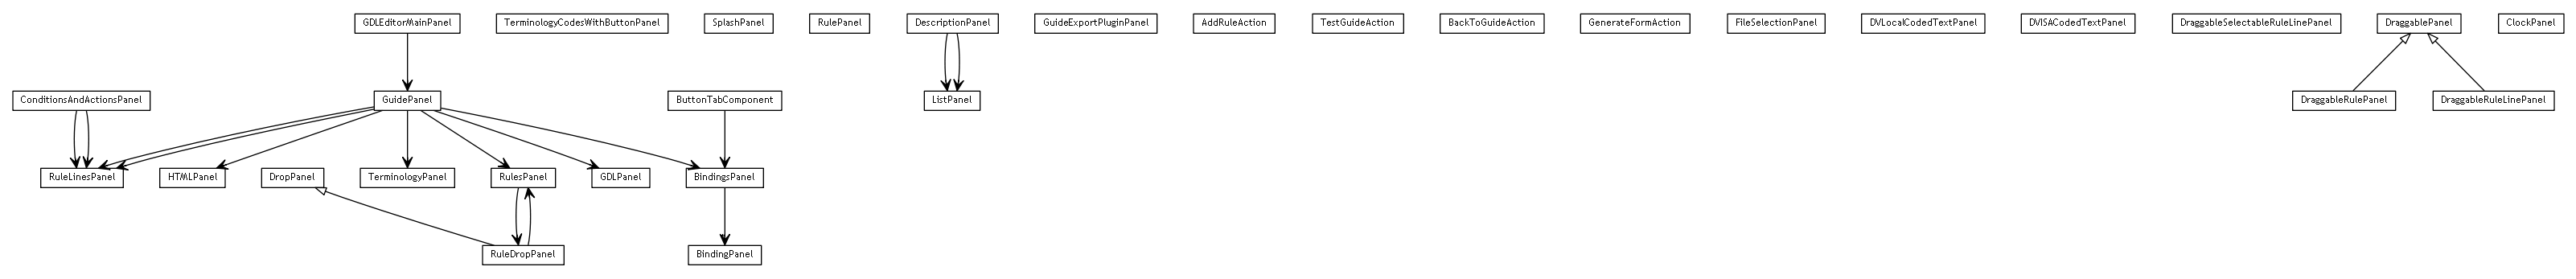 GDLEditorMainPanel
TerminologyCodesWithButtonPanel
SplashPanel
RulePanel
DescriptionPanel
GuideExportPluginPanel
AddRuleAction
TestGuideAction
BackToGuideAction
GenerateFormAction
FileSelectionPanel
DVLocalCodedTextPanel
DVISACodedTextPanel
DraggableSelectableRuleLinePanel
DraggablePanel
ClockPanel
ConditionsAndActionsPanel
GuidePanel
ButtonTabComponent
ListPanel
DraggableRulePanel
DraggableRuleLinePanel
RuleLinesPanel
HTMLPanel
DropPanel
TerminologyPanel
RulesPanel
GDLPanel
BindingsPanel
RuleDropPanel
BindingPanel